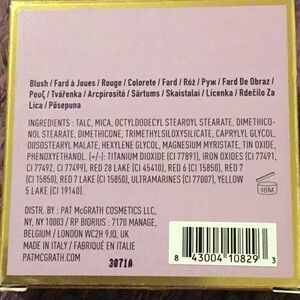 Blush / Fard à Joues / Rouge / Colorete / Fard / Róż / Руж / Fard De Obraz /
Ρουζ / Tvářenka / Arcpirosító / Sārtums / Skaistalai / Lícenka / Rdečilo Za
Lica / Põsepuna
INGREDIENTS : TALC, MICA, OCTYLDODECYL STEAROYL STEARATE, DIMETHICO-
NOL STEARATE, DIMETHICONE, TRIMETHYLSILOXYSILICATE, CAPRYLYL GLYCOL,
DIISOSTEARYL MALATE, HEXYLENE GLYCOL, MAGNESIUM MYRISTATE, TIN OXIDE,
PHENOXYETHANOL. (+/-): TITANIUM DIOXIDE (CI 77891), IRON OXIDES (CI 77491,
CI 77492, CI 77499), RED 28 LAKE (CI 45410), RED 6 (CI 15850), RED 7
(CI 15850), RED 7 LAKE (CI 15850), ULTRAMARINES (CI 77007), YELLOW
5 LAKE (CI 19140).
18M
DISTR. BY : PAT McGRATH COSMETICS LLC,
NY, NY 10003 / RP BIORIUS : 7170 MANAGE,
BELGIUM / LONDON WC2H 9JQ, UK
MADE IN ITALY / FABRIQUÉ EN ITALIE
PATMCGRATH.COM
3071A
8 43004 10829 3